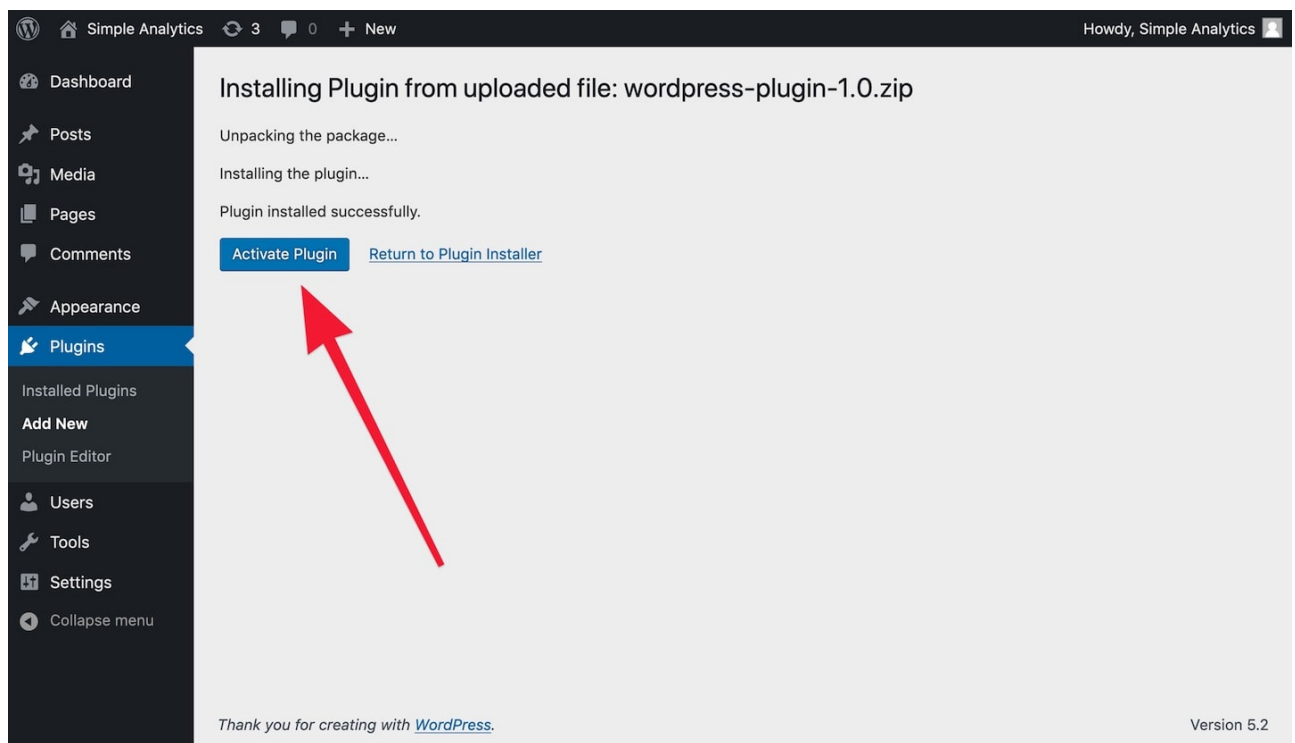 Simple Analytics 3 0 New Howdy, Simple Analytics
Dashboard
Posts
Media
Pages
Comments
Appearance
Plugins
Installed Plugins
Add New
Plugin Editor
Users
Tools
Settings
Collapse menu
Installing Plugin from uploaded file: wordpress-plugin-1.0.zip
Unpacking the package...
Installing the plugin...
Plugin installed successfully.
Activate Plugin Return to Plugin Installer
Thank you for creating with WordPress. Version 5.2